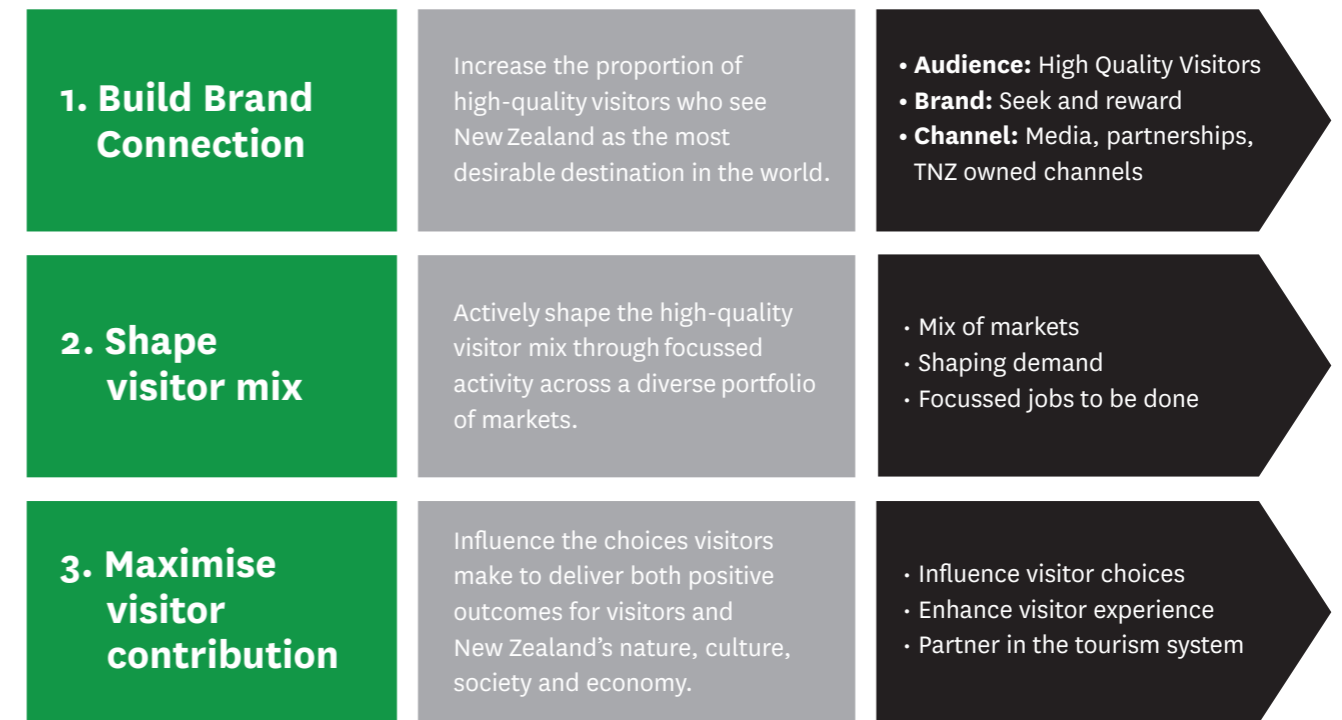 1. Build Brand
Connection
Increase the proportion of
high-quality visitors who see
New Zealand as the most
desirable destination in the world.
• Audience: High Quality Visitors
• Brand: Seek and reward
• Channel: Media, partnerships,
TNZ owned channels
2. Shape
visitor mix
Actively shape the high-quality
visitor mix through focussed
activity across a diverse portfolio
of markets.
· Mix of markets
· Shaping demand
· Focussed jobs to be done
3. Maximise
visitor
contribution
Influence the choices visitors
make to deliver both positive
outcomes for visitors and
New Zealand’s nature, culture,
society and economy.
· Influence visitor choices
· Enhance visitor experience
· Partner in the tourism system